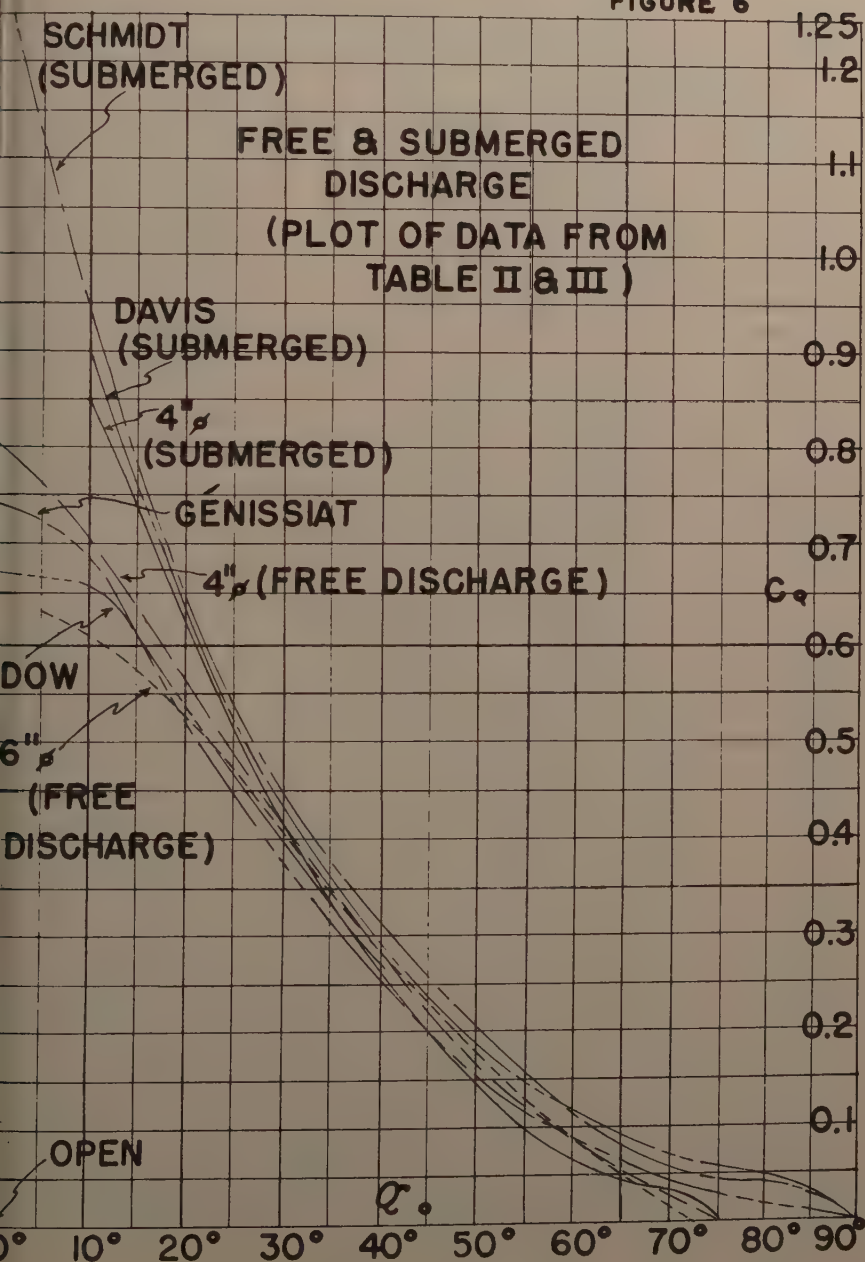 FIGURE 6
SCHMIDT
(SUBMERGED)
FREE & SUBMERGED
DISCHARGE
(PLOT OF DATA FROM
TABLE II & III)
DAVIS
(SUBMERGED)
4"ø
(SUBMERGED)
GÉNISSIAT
4"ø (FREE DISCHARGE)
DOW
6"ø
(FREE
DISCHARGE)
OPEN
1.25
1.2
1.1
1.0
0.9
0.8
0.7
CQ
0.6
0.5
0.4
0.3
0.2
0.1
0° 10° 20° 30° 40° 50° 60° 70° 80° 90°